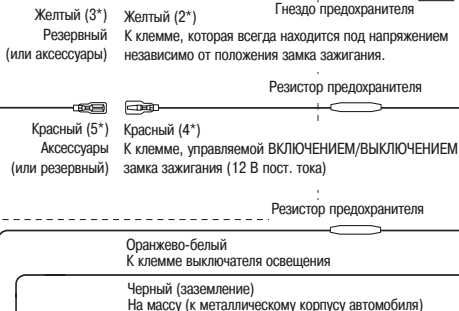 Гнездо предохранителя
Желтый (3*)
Резервный
(или аксессуары)
Желтый (2*)
К клемме, которая всегда находится под напряжением
независимо от положения замка зажигания.
Резистор предохранителя
Красный (5*)
Аксессуары
(или резервный)
Красный (4*)
К клемме, управляемой ВКЛЮЧЕНИЕМ/ВЫКЛЮЧЕНИЕМ
замка зажигания (12 В пост. тока)
Резистор предохранителя
Оранжево-белый
К клемме выключателя освещения
Черный (заземление)
На массу (к металлическому корпусу автомобиля)